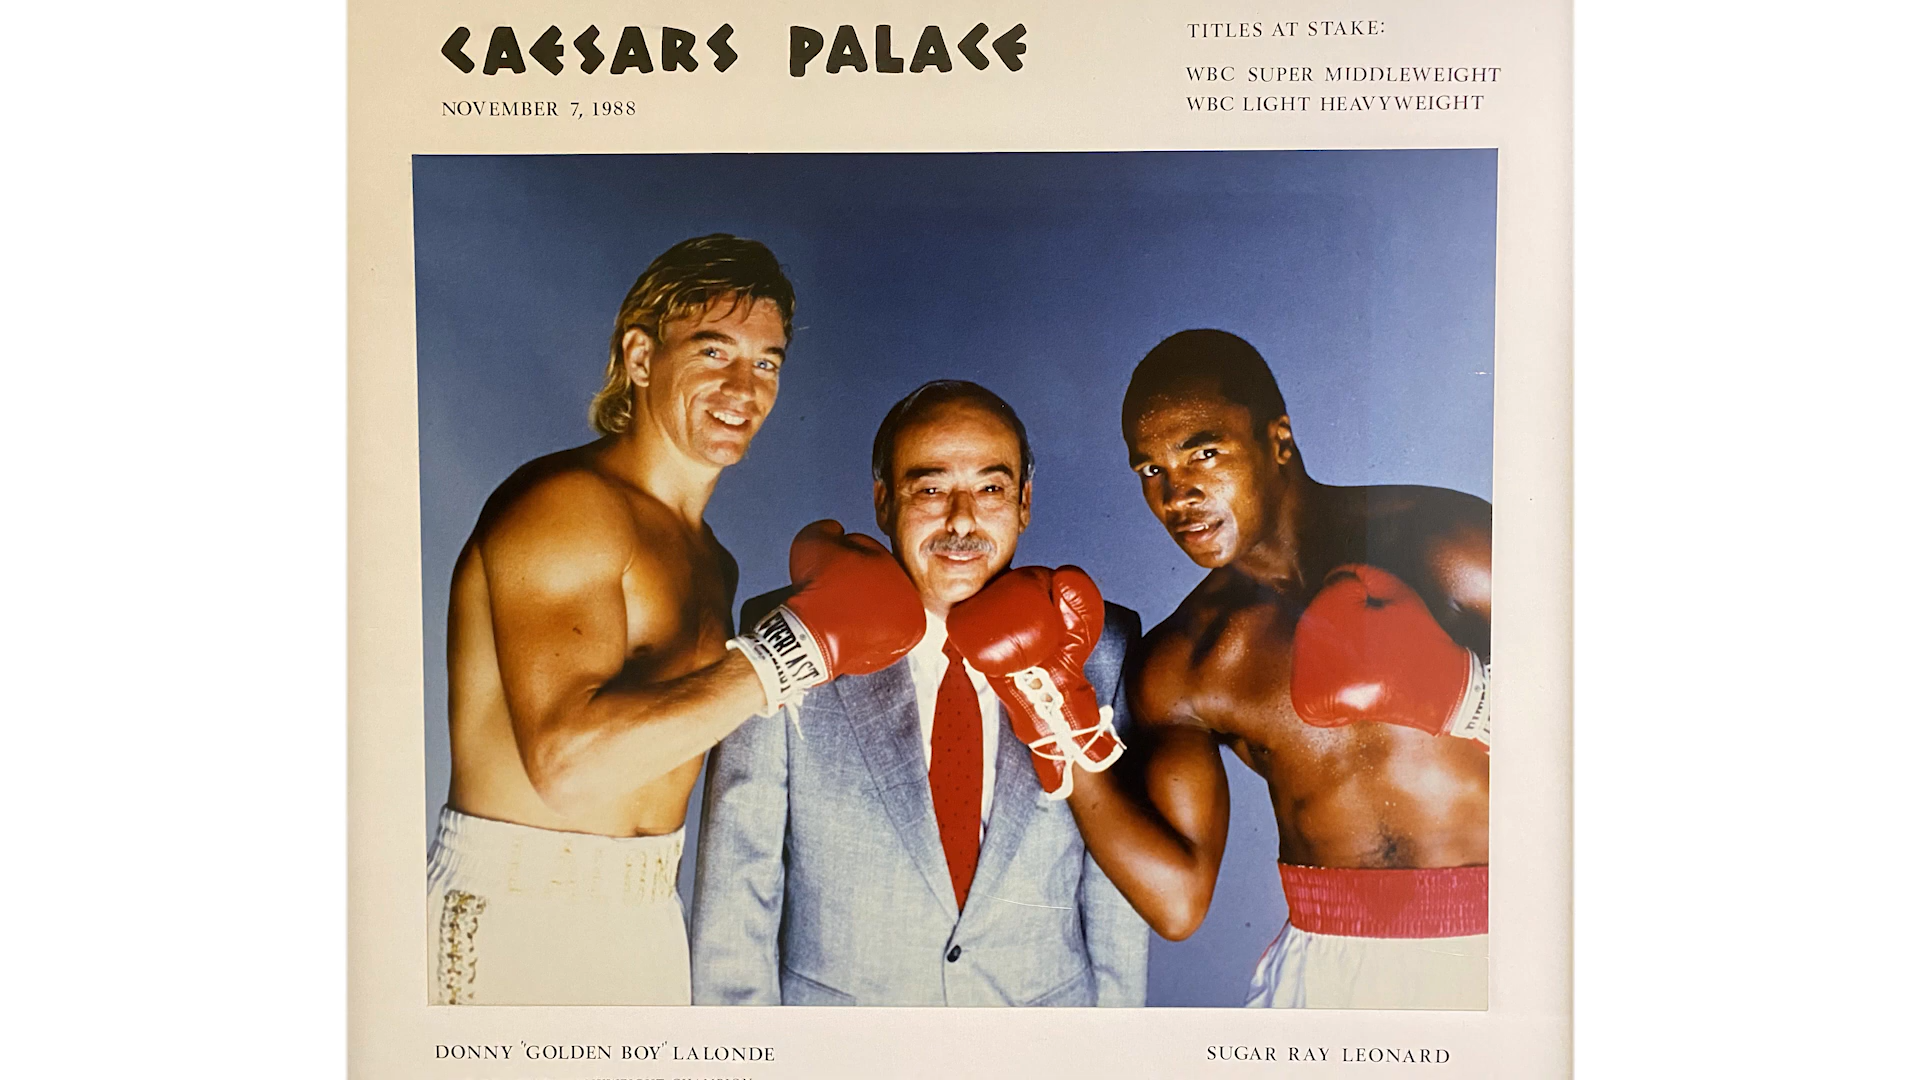 CAESARS PALACE
NOVEMBER 7, 1988
TITLES AT STAKE:
WBC SUPER MIDDLEWEIGHT
WBC LIGHT HEAVYWEIGHT
EVERLAST
DONNY "GOLDEN BOY" LALONDE
SUGAR RAY LEONARD